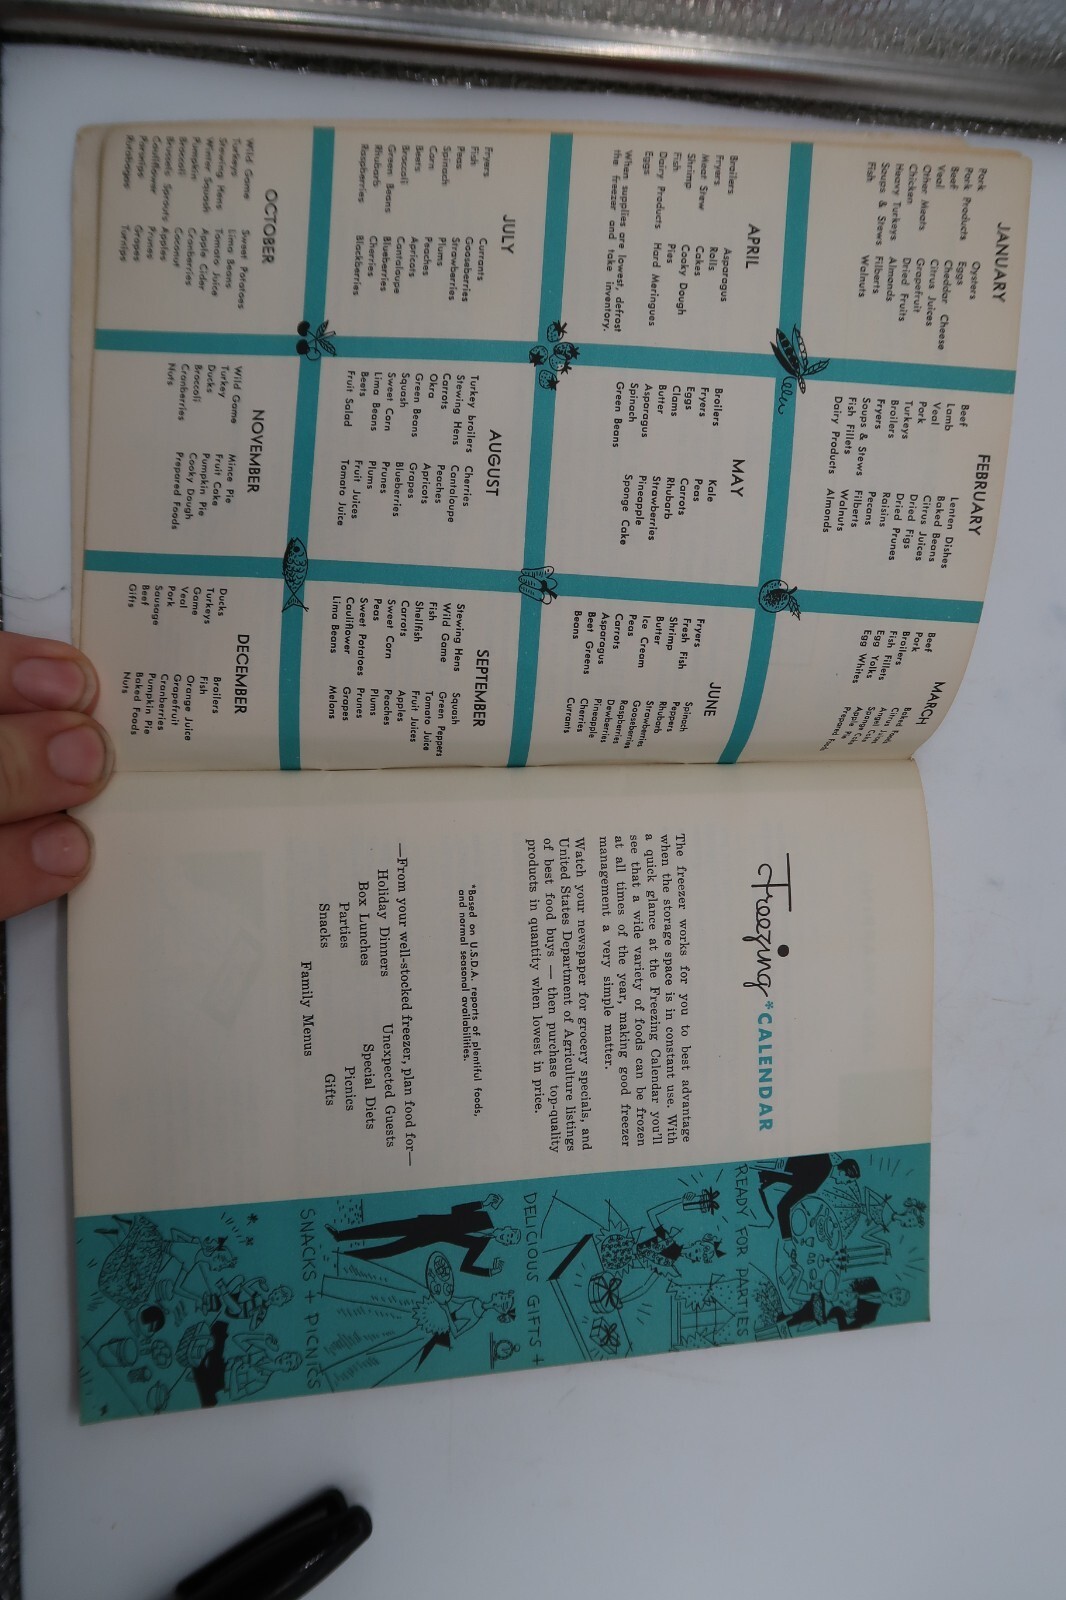 JANUARY
Pork
Pork Products
Beef
Veal
Other Meats
Chicken
Heavy Turkeys
Soups & Stews
Fish
Oysters
Eggs
Cheddar Cheese
Citrus Juices
Grapefruit
Dried Fruits
Almonds
Filberts
Walnuts
FEBRUARY
Beef
Lamb
Veal
Pork
Turkeys
Broilers
Fryers
Soups & Stews
Fish Fillets
Dairy Products
Lenten Dishes
Baked Beans
Citrus Juices
Dried Figs
Dried Prunes
Raisins
Pecans
Filberts
Walnuts
Almonds
MARCH
Beef
Pork
Broilers
Fish Fillets
Egg Yolks
Egg Whites
Baked
Citrus
Angel
Sponge
Apple Pie
Prepared
APRIL
Broilers
Fryers
Meat Stew
Shrimp
Fish
Dairy Products
Eggs
Asparagus
Rolls
Cakes
Cooky Dough
Pies
Hard Meringues
When supplies are lowest, defrost
the freezer and take inventory.
MAY
Broilers
Fryers
Eggs
Clams
Butter
Asparagus
Spinach
Green Beans
Kale
Peas
Carrots
Rhubarb
Strawberries
Pineapple
Sponge Cake
JUNE
Fryers
Fresh Fish
Shrimp
Butter
Ice Cream
Peas
Carrots
Asparagus
Beet Greens
Beans
Spinach
Peppers
Rhubarb
Strawberries
Gooseberries
Raspberries
Dewberries
Pineapple
Cherries
Currants
JULY
Fryers
Fish
Peas
Spinach
Corn
Beets
Broccoli
Green Beans
Rhubarb
Raspberries
Currants
Gooseberries
Strawberries
Plums
Peaches
Apricots
Cantaloupe
Blueberries
Cherries
Blackberries
AUGUST
Turkey broilers
Stewing Hens
Carrots
Okra
Green Beans
Squash
Sweet Corn
Lima Beans
Beets
Fruit Salad
Cherries
Cantaloupe
Peaches
Apricots
Grapes
Blueberries
Prunes
Plums
Fruit Juices
Tomato Juice
SEPTEMBER
Stewing Hens
Wild Game
Fish
Shellfish
Carrots
Sweet Corn
Peas
Sweet Potatoes
Cauliflower
Lima Beans
Squash
Green Peppers
Tomato Juice
Fruit Juices
Apples
Peaches
Plums
Prunes
Grapes
Melons
OCTOBER
Wild Game
Turkeys
Stewing Hens
Winter Squash
Pumpkin
Broccoli
Brussels Sprouts
Cauliflower
Parsnips
Rutabagas
Sweet Potatoes
Lima Beans
Tomato Juice
Apple Cider
Cranberries
Coconut
Apples
Prunes
Grapes
Turnips
NOVEMBER
Wild Game
Turkey
Ducks
Broccoli
Cranberries
Nuts
Mince Pie
Fruit Cake
Pumpkin Pie
Cooky Dough
Prepared Foods
DECEMBER
Ducks
Turkeys
Game
Veal
Pork
Sausage
Beef
Gifts
Broilers
Fish
Orange Juice
Grapefruit
Cranberries
Pumpkin Pie
Baked Foods
Nuts
Freezing *CALENDAR
The freezer works for you to best advantage
when the storage space is in constant use. With
a quick glance at the Freezing Calendar you'll
see that a wide variety of foods can be frozen
at all times of the year, making good freezer
management a very simple matter.
Watch your newspaper for grocery specials, and
United States Department of Agriculture listings
of best food buys — then purchase top-quality
products in quantity when lowest in price.
*Based on U.S.D.A. reports of plentiful foods,
and normal seasonal availabilities.
—From your well-stocked freezer, plan food for—
Holiday Dinners
Unexpected Guests
Box Lunches
Special Diets
Parties
Picnics
Snacks
Gifts
Family Menus
READY FOR PARTIES
DELICIOUS GIFTS +
SNACKS + PICNICS